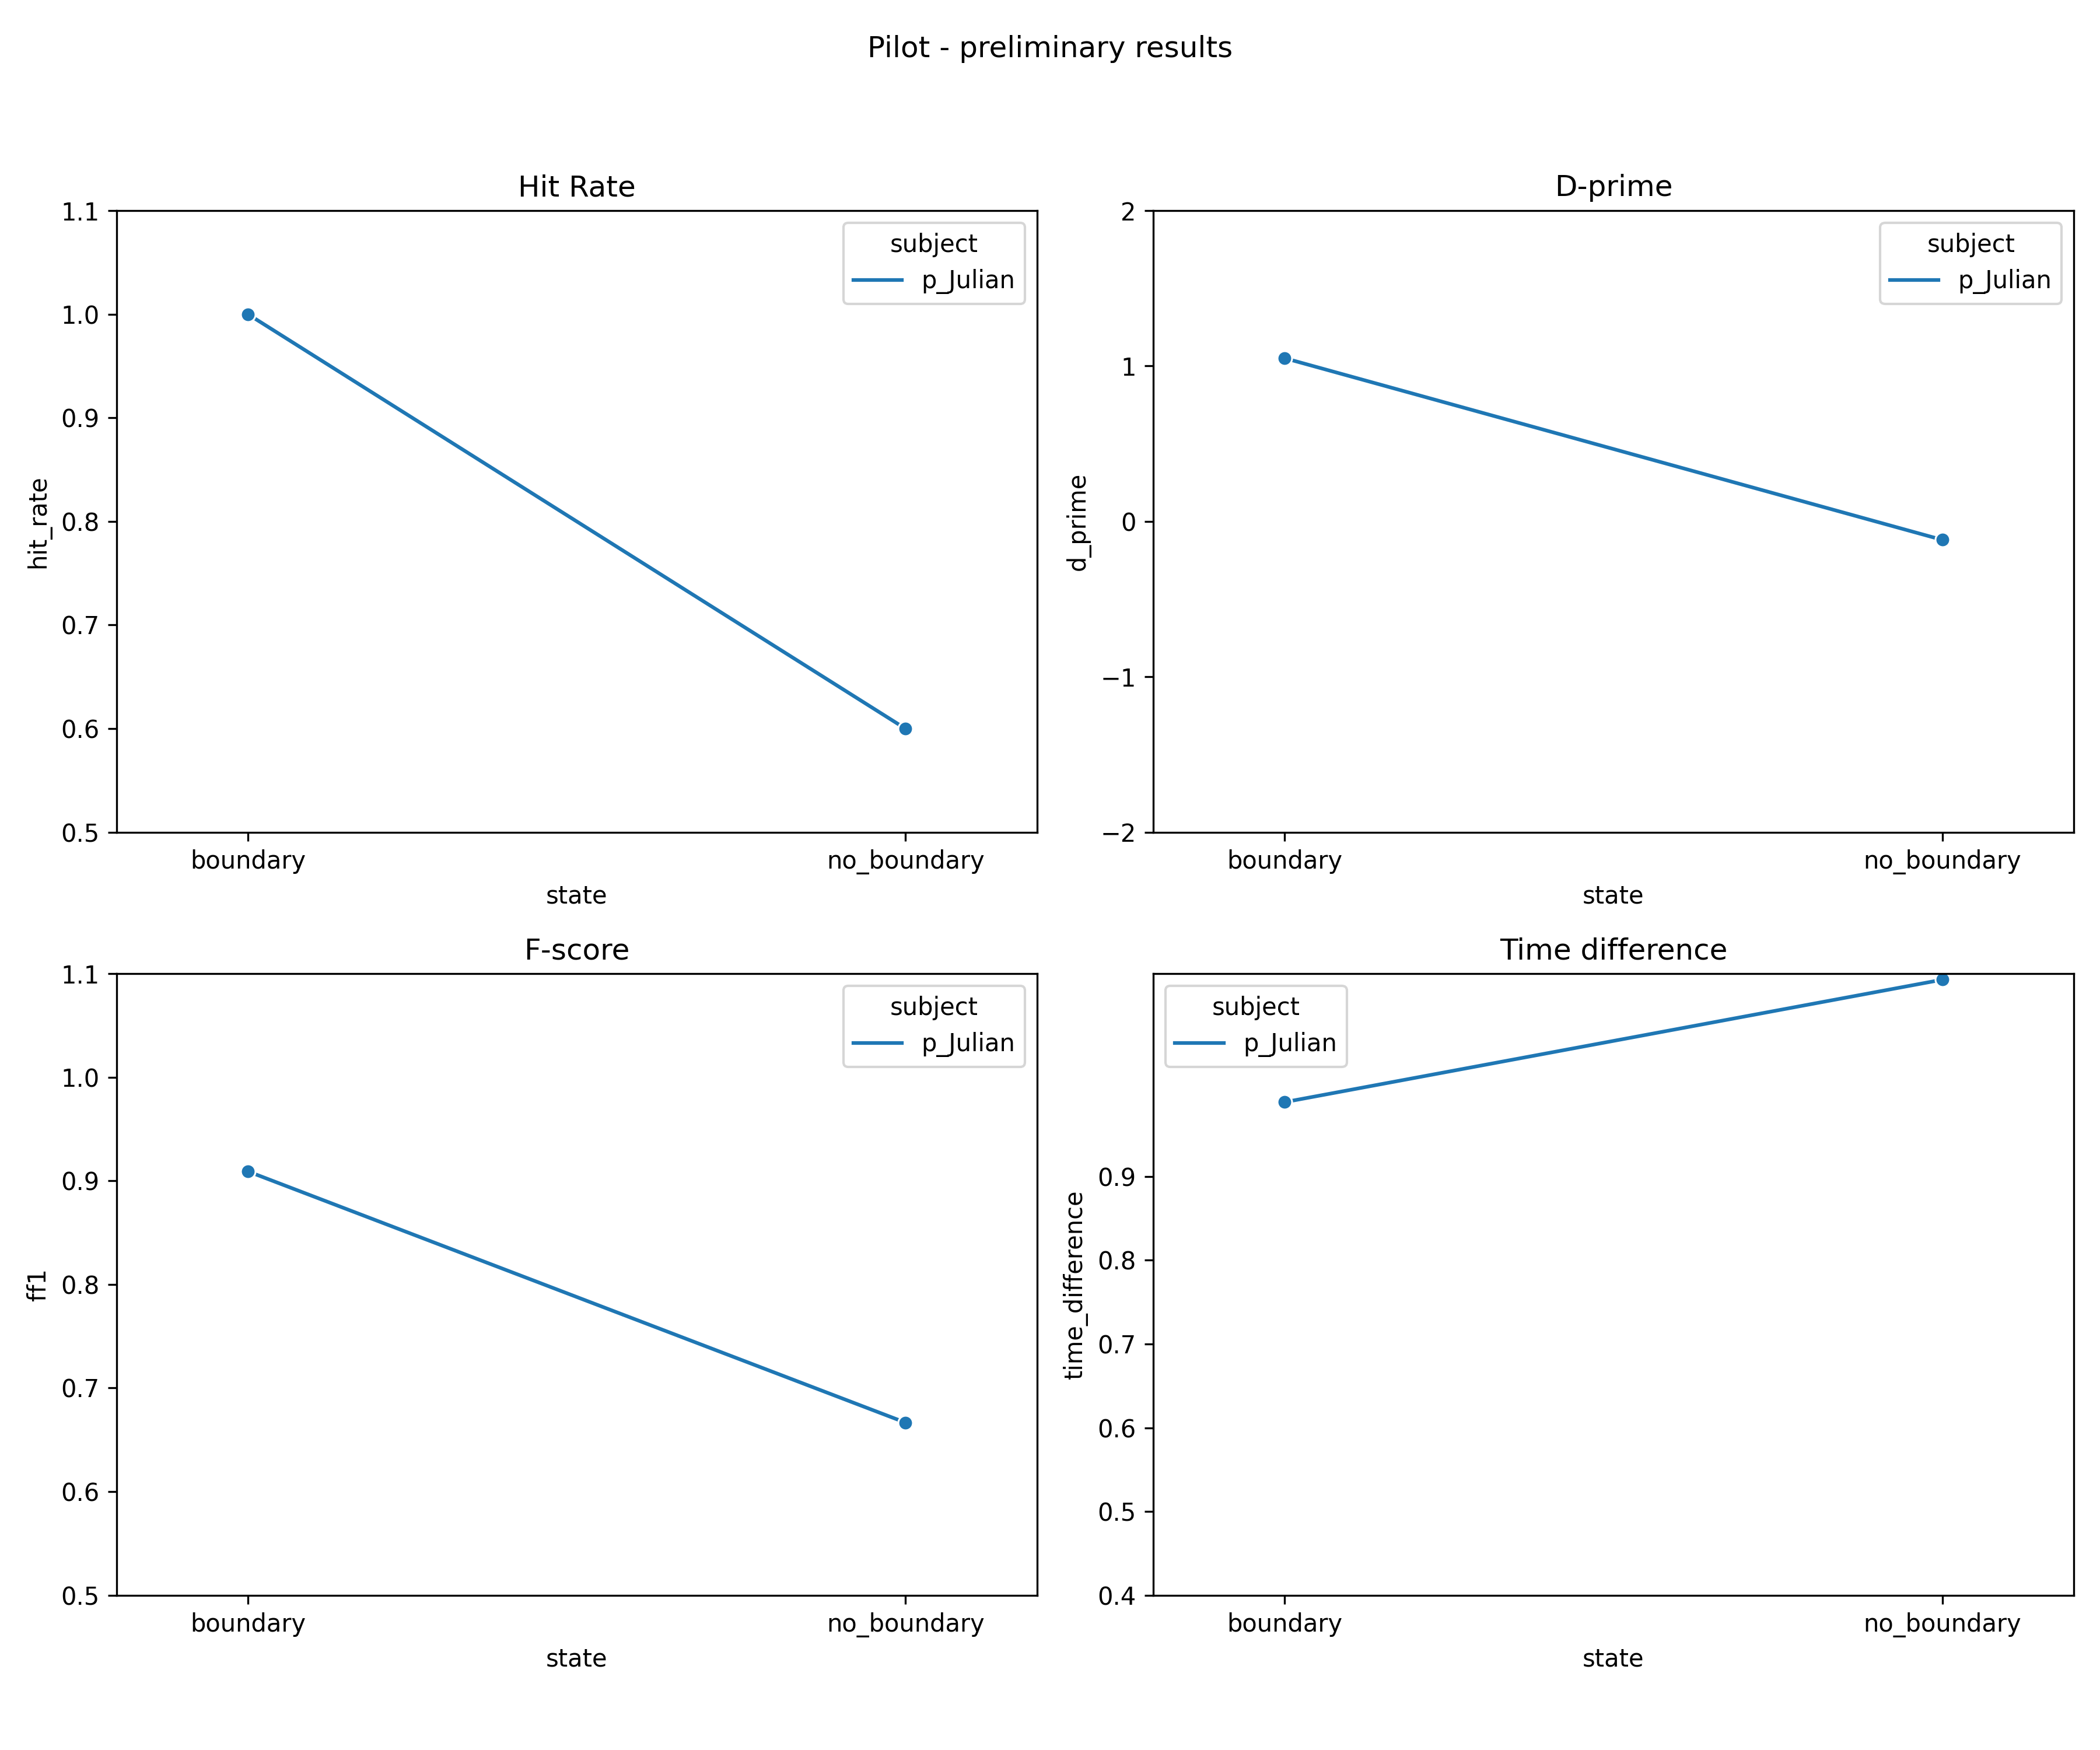 Pilot - preliminary results
Hit Rate
1.1
1.0
0.9
0.8
0.7
0.6
0.5
hit_rate
subject
p_Julian
boundary
no_boundary
state
D-prime
2
1
0
−1
−2
d_prime
subject
p_Julian
boundary
no_boundary
state
F-score
1.1
1.0
0.9
0.8
0.7
0.6
0.5
ff1
subject
p_Julian
boundary
no_boundary
state
Time difference
0.9
0.8
0.7
0.6
0.5
0.4
time_difference
subject
p_Julian
boundary
no_boundary
state